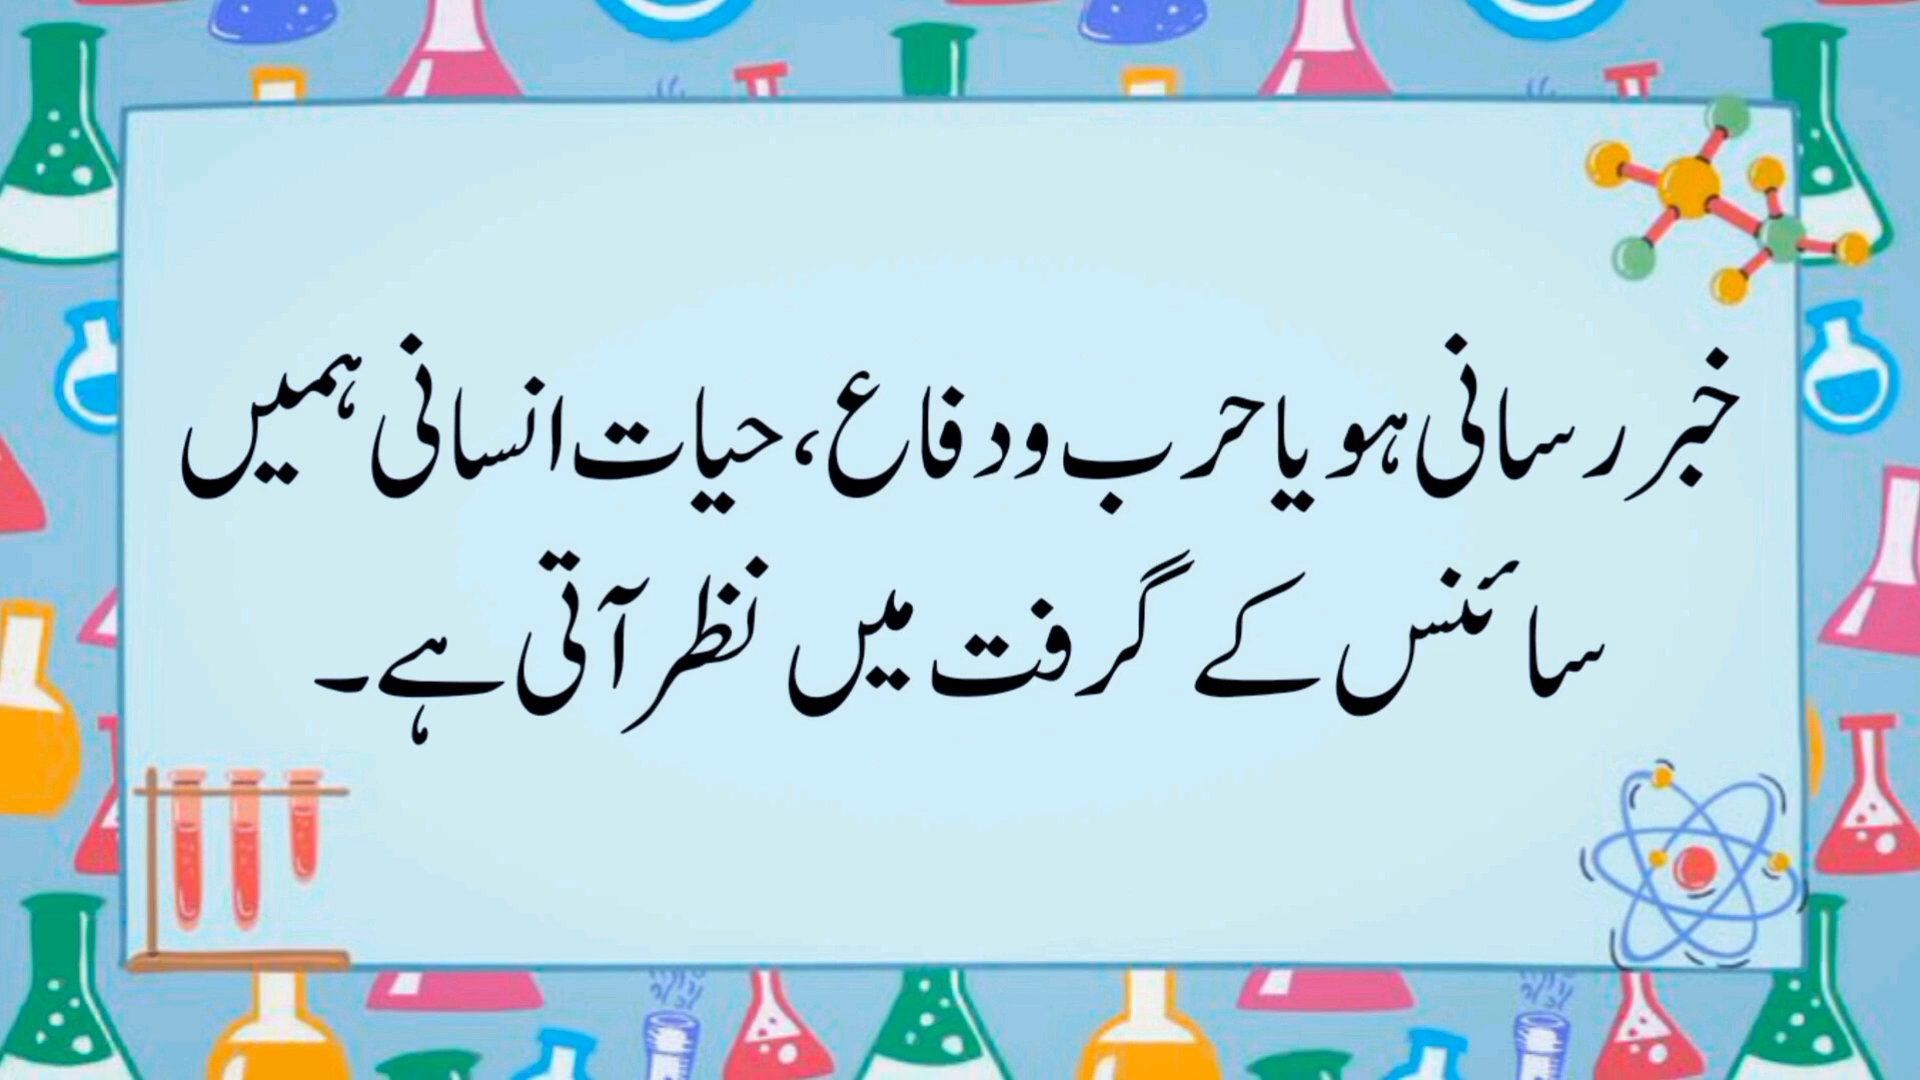 خبر رسانی ہو یا حرب و دفاع، حیات انسانی ہمیں
سائنس کے گرفت میں نظر آتی ہے۔